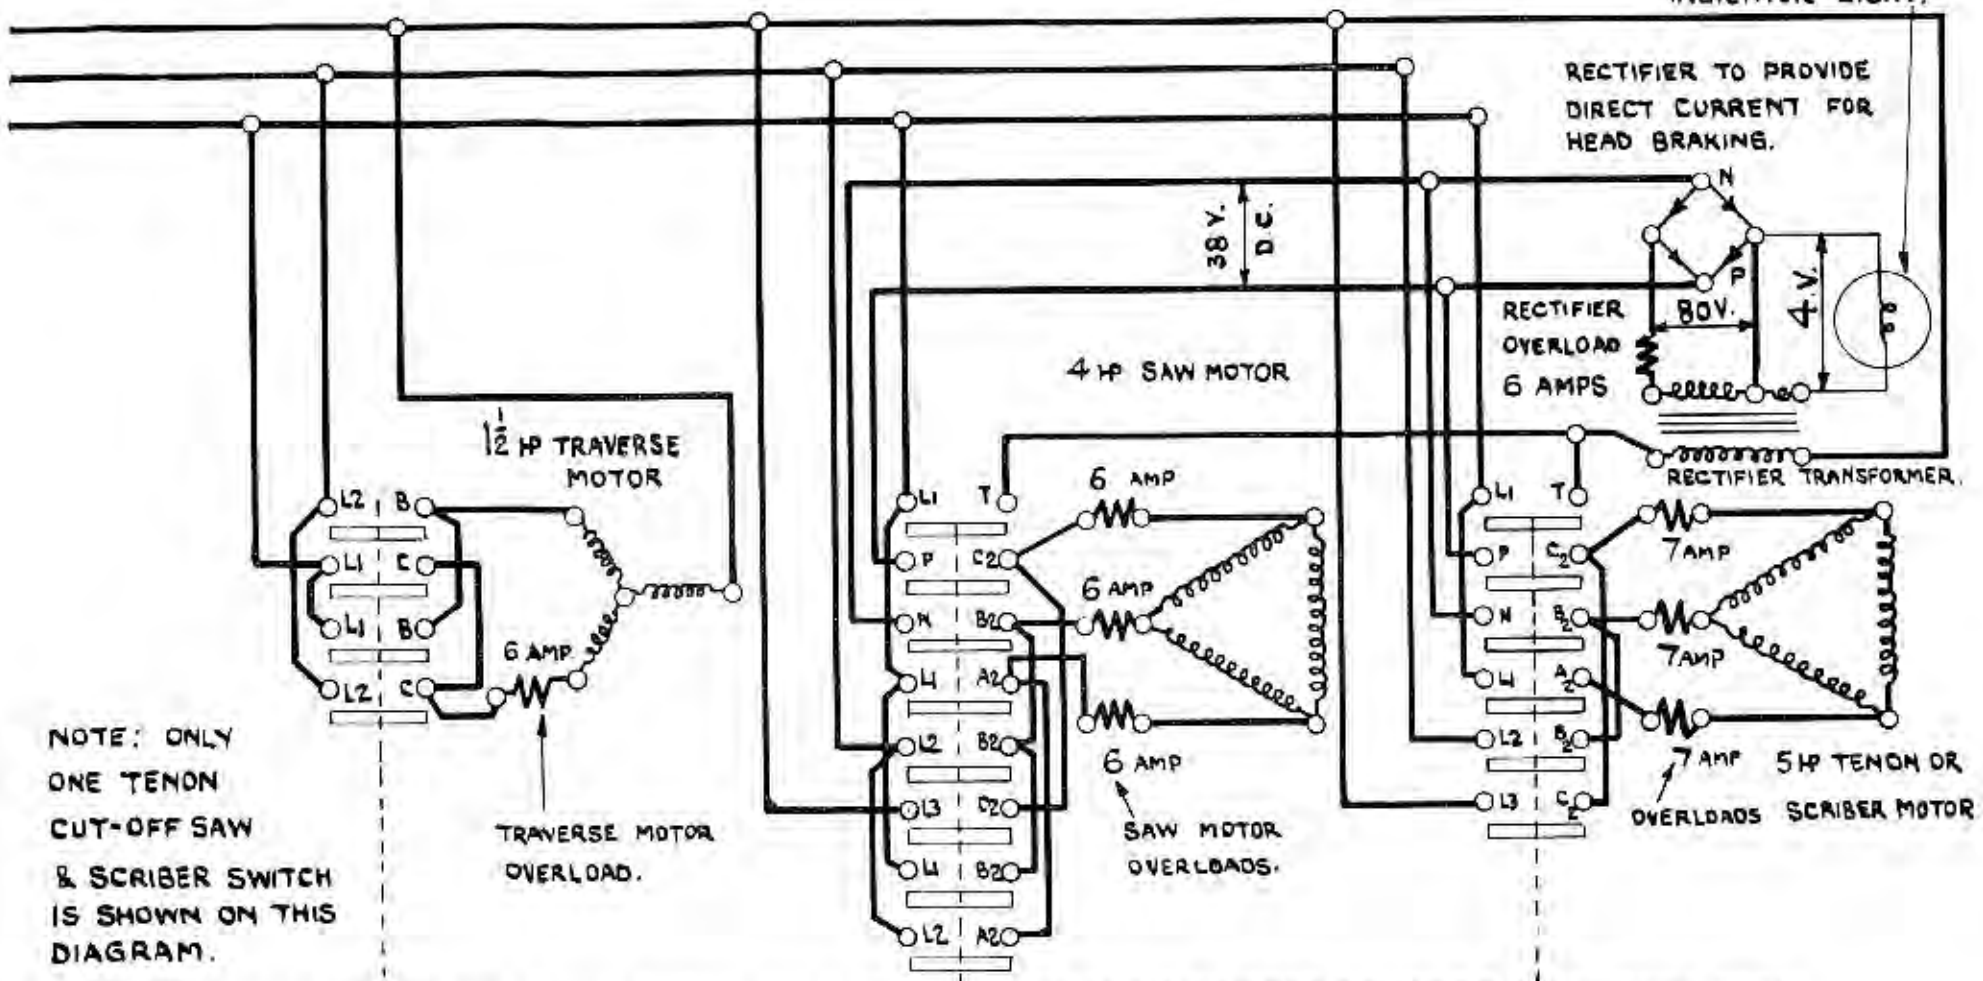 RECTIFIER TO PROVIDE
DIRECT CURRENT FOR
HEAD BRAKING.
N
38 V.
D.C.
P
80V.
4.V.
RECTIFIER
OVERLOAD
6 AMPS
4 HP SAW MOTOR
1 1/2 HP TRAVERSE
MOTOR
RECTIFIER TRANSFORMER.
L2 B
L1 C
L1 B
L2 C
6 AMP
TRAVERSE MOTOR
OVERLOAD.
L1 T
P C2
N B2
L1 A2
L2 B2
L3 C2
L1 B2
L2 A2
6 AMP
6 AMP
6 AMP
SAW MOTOR
OVERLOADS.
L1 T
P C2
N B2
L1 A2
L2 B2
L3 C2
7 AMP
7 AMP
7 AMP
OVERLOADS
5 HP TENON OR
SCRIBER MOTOR
NOTE: ONLY
ONE TENON
CUT-OFF SAW
& SCRIBER SWITCH
IS SHOWN ON THIS
DIAGRAM.